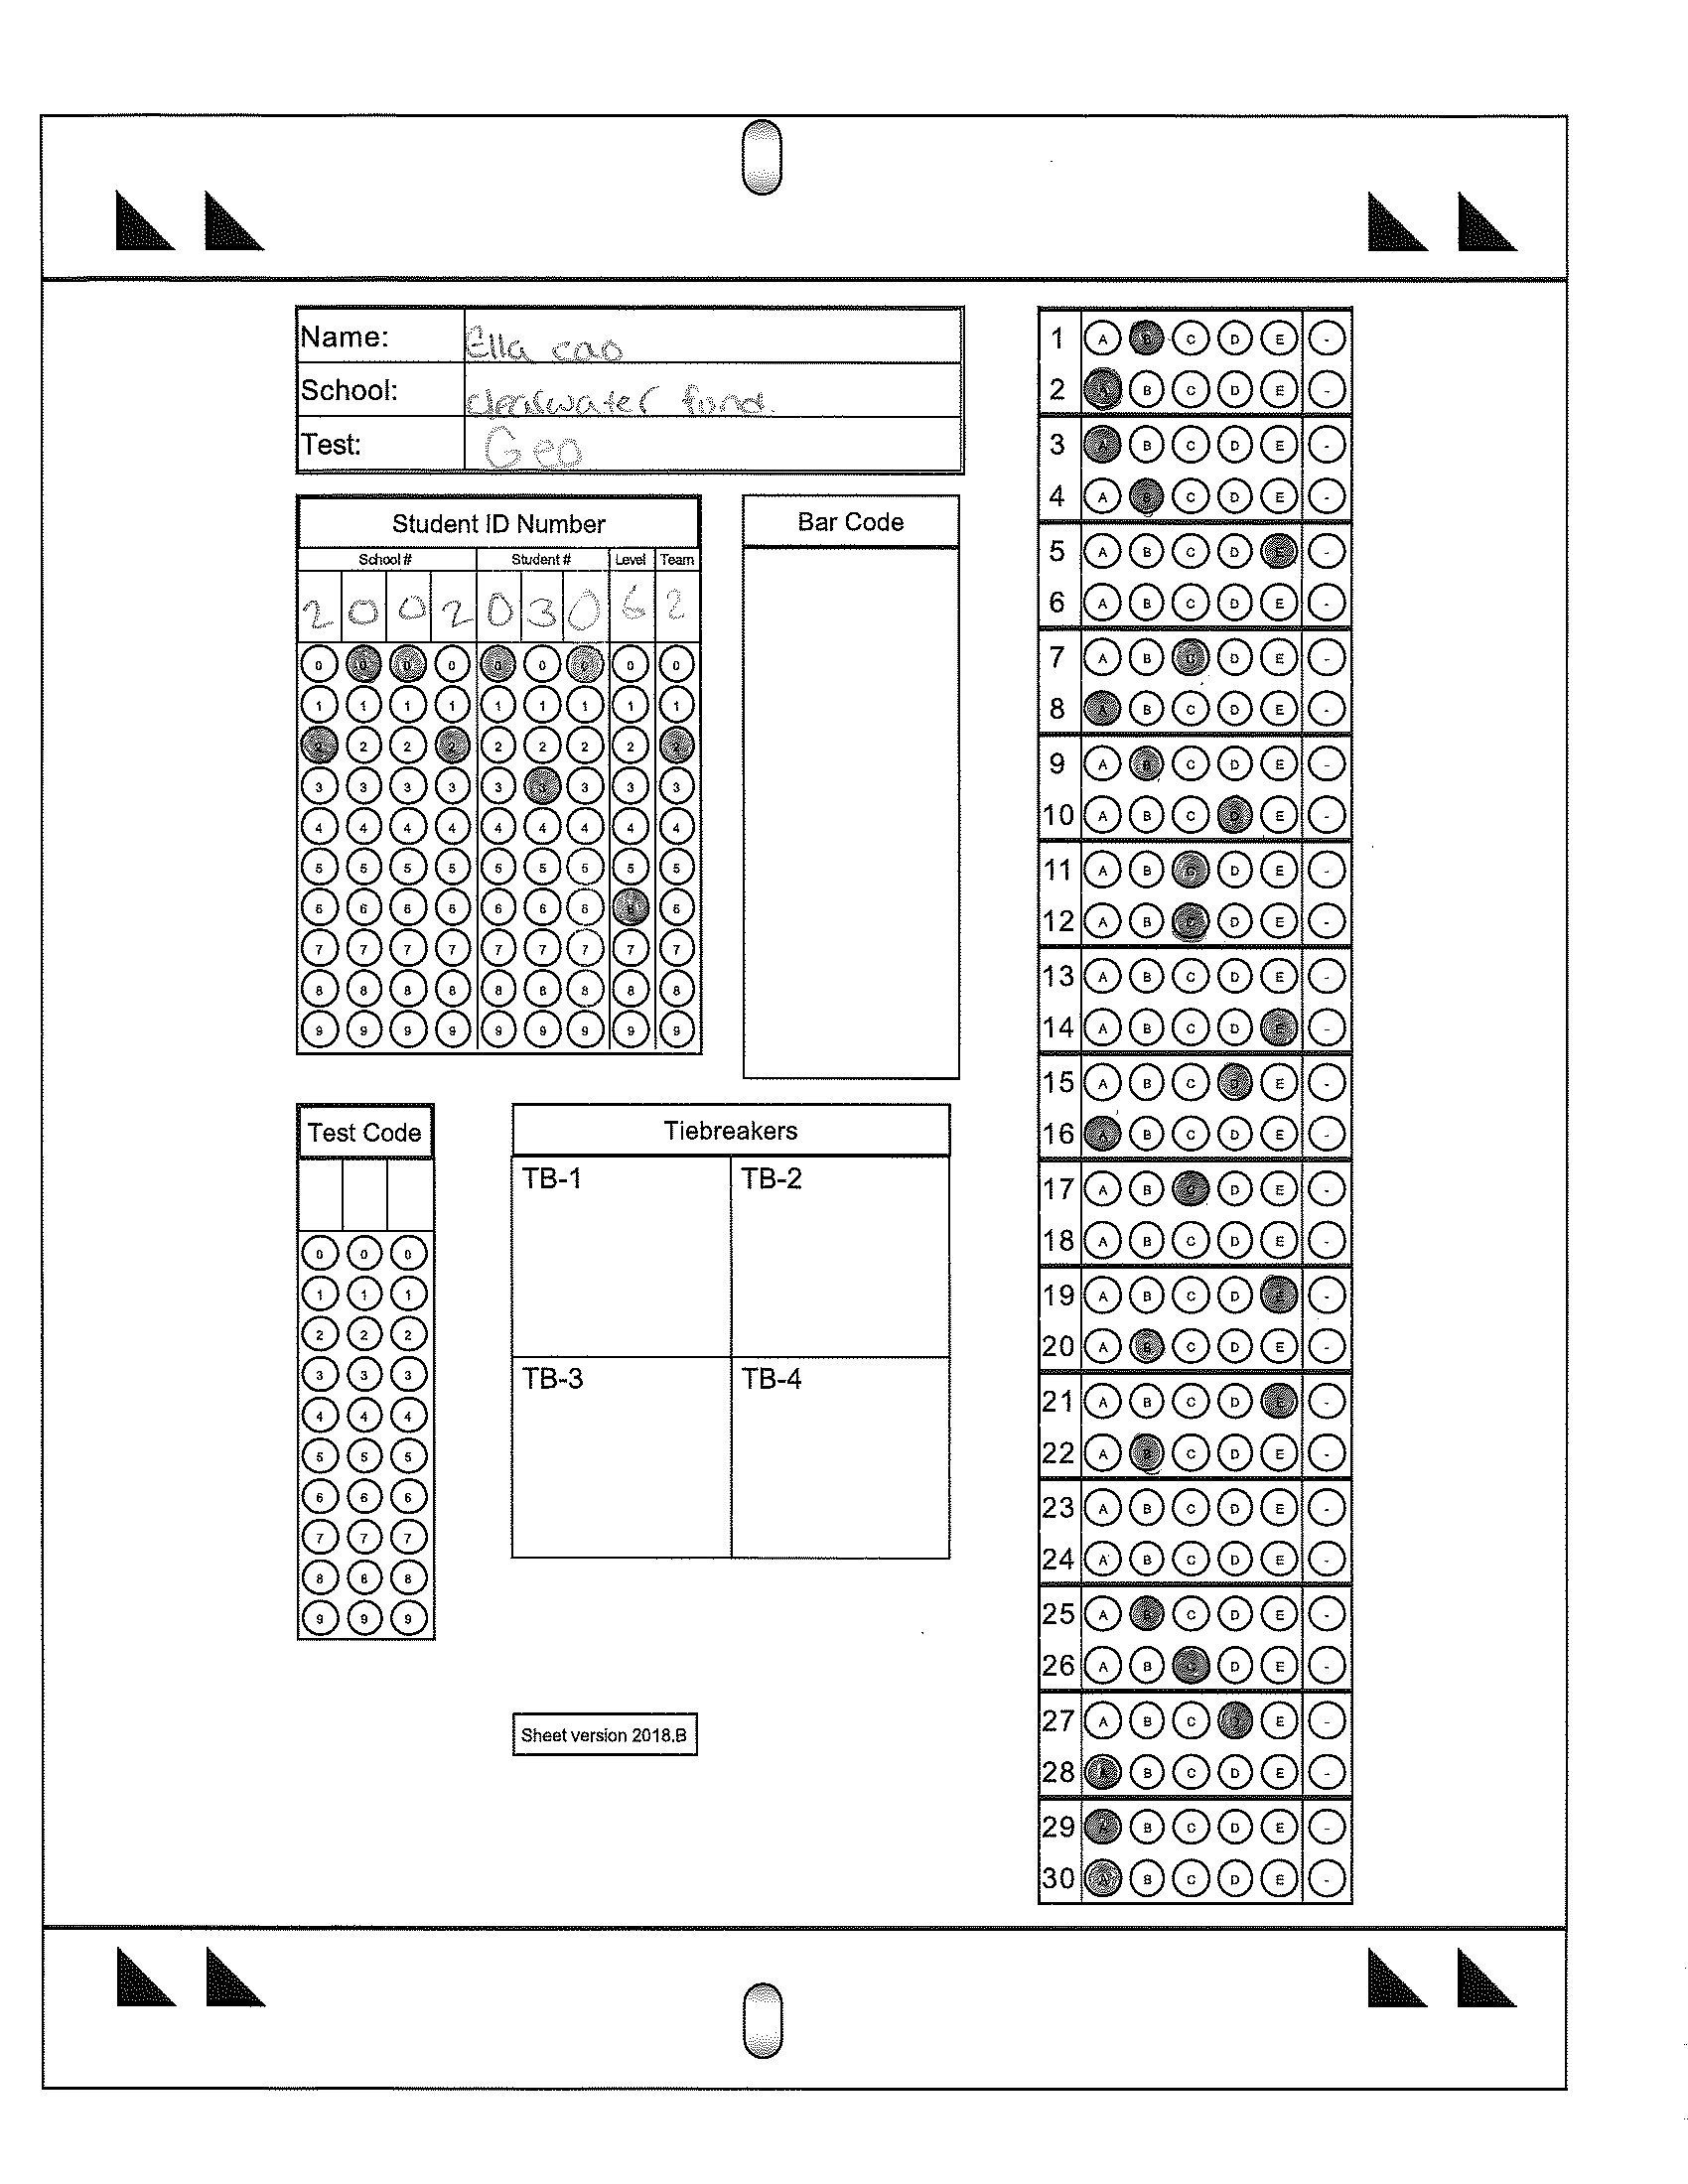 Name: Ella cao
School: clearwater fund.
Test: Geo
Student ID Number
School # Student # Level Team
2 0 0 2 0 3 0 6 2
0 0 0 0 0 0 0 0 0
1 1 1 1 1 1 1 1 1
2 2 2 2 2 2 2 2 2
3 3 3 3 3 3 3 3 3
4 4 4 4 4 4 4 4 4
5 5 5 5 5 5 5 5 5
6 6 6 6 6 6 6 6 6
7 7 7 7 7 7 7 7 7
8 8 8 8 8 8 8 8 8
9 9 9 9 9 9 9 9 9
Bar Code
Test Code
0 0 0
1 1 1
2 2 2
3 3 3
4 4 4
5 5 5
6 6 6
7 7 7
8 8 8
9 9 9
Tiebreakers
TB-1 TB-2
TB-3 TB-4
Sheet version 2018.B
1 A B C D E -
2 A B C D E -
3 A B C D E -
4 A B C D E -
5 A B C D E -
6 A B C D E -
7 A B C D E -
8 A B C D E -
9 A B C D E -
10 A B C D E -
11 A B C D E -
12 A B C D E -
13 A B C D E -
14 A B C D E -
15 A B C D E -
16 A B C D E -
17 A B C D E -
18 A B C D E -
19 A B C D E -
20 A B C D E -
21 A B C D E -
22 A B C D E -
23 A B C D E -
24 A B C D E -
25 A B C D E -
26 A B C D E -
27 A B C D E -
28 A B C D E -
29 A B C D E -
30 A B C D E -